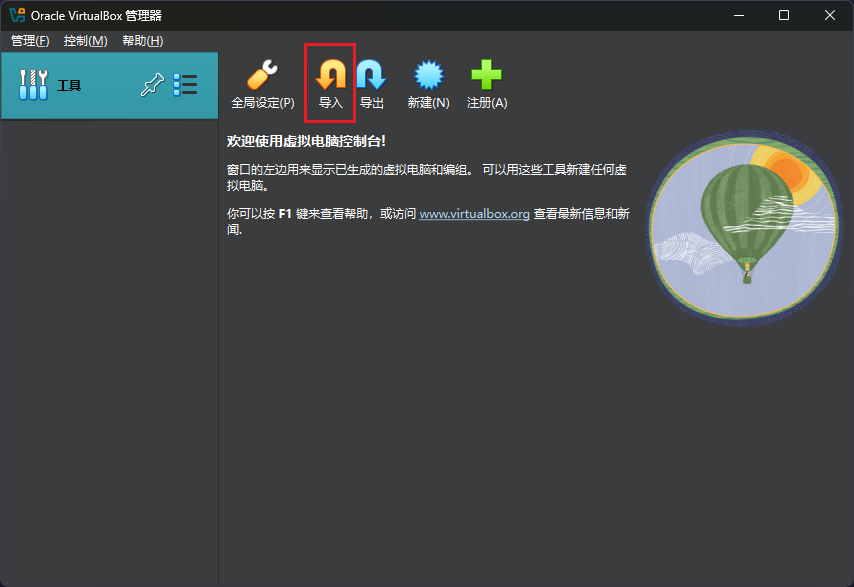 Oracle VirtualBox 管理器
管理(F) 控制(M) 帮助(H)
工具
全局设定(P) 导入 导出 新建(N) 注册(A)
欢迎使用虚拟电脑控制台!
窗口的左边用来显示已生成的虚拟电脑和编组。 可以用这些工具新建任何虚
拟电脑。
你可以按 F1 键来查看帮助，或访问 www.virtualbox.org 查看最新信息和新
闻.